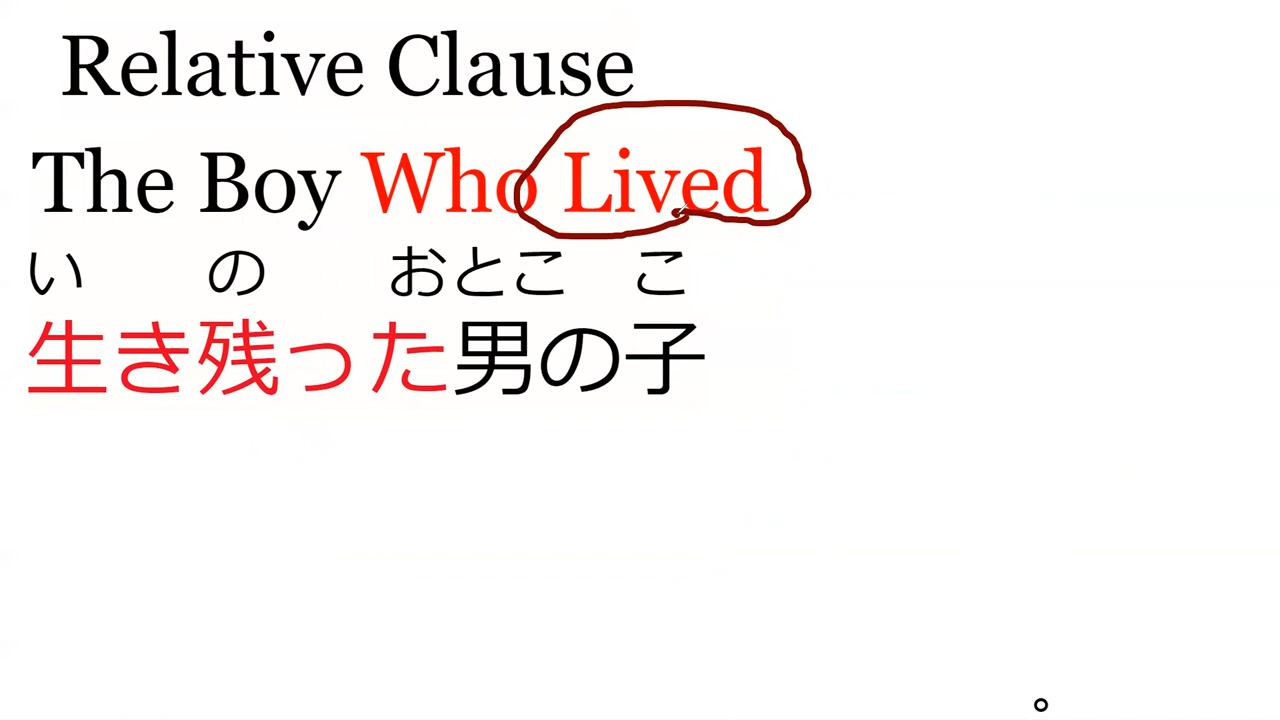 Relative Clause
The Boy Who Lived
い の おとこ こ
生き残った男の子